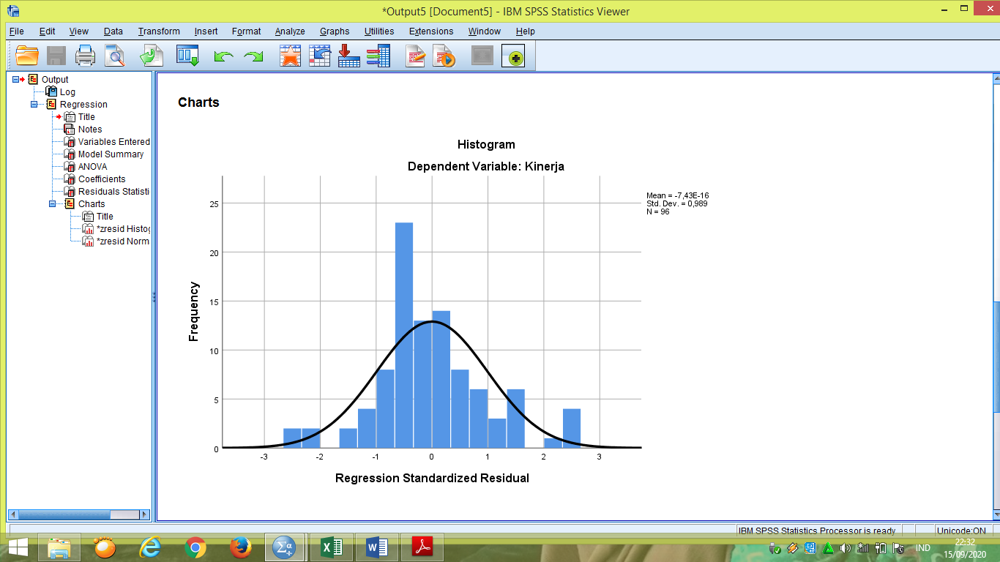 *Output5 [Document5] - IBM SPSS Statistics Viewer
File Edit View Data Transform Insert Format Analyze Graphs Utilities Extensions Window Help
Output
Log
Regression
Title
Notes
Variables Entered
Model Summary
ANOVA
Coefficients
Residuals Statisti
Charts
Title
*zresid Histog
*zresid Norm
Charts
Histogram
Dependent Variable: Kinerja
Mean = -7,43E-16
Std. Dev. = 0,989
N = 96
Frequency
25
20
15
10
5
0
-3 -2 -1 0 1 2 3
Regression Standardized Residual
IBM SPSS Statistics Processor is ready Unicode:ON
IND
22:32
15/09/2020